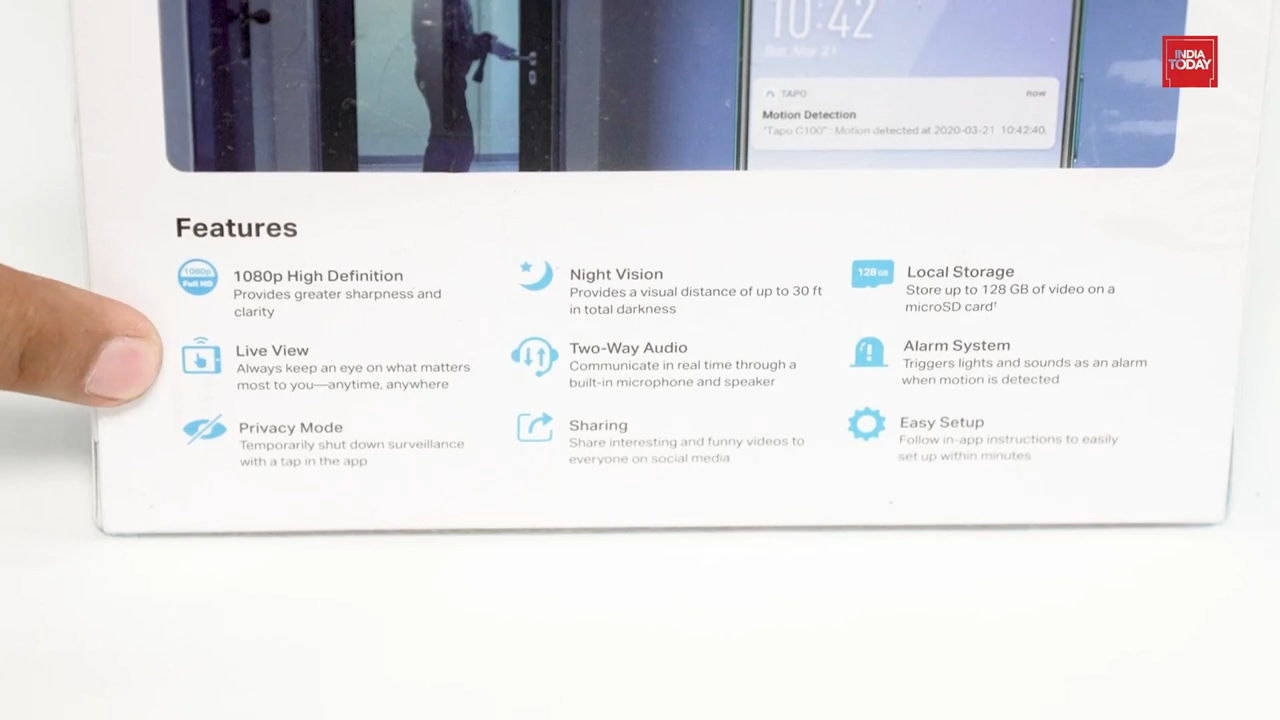 10:42
Sat, Mar 21
INDIA
TODAY
TAPO
now
Motion Detection
"Tapo C100" : Motion detected at 2020-03-21 10:42:40.
Features
1080p
Full HD
1080p High Definition
Provides greater sharpness and
clarity
Night Vision
Provides a visual distance of up to 30 ft
in total darkness
128 GB
Local Storage
Store up to 128 GB of video on a
microSD card†
Live View
Always keep an eye on what matters
most to you—anytime, anywhere
Two-Way Audio
Communicate in real time through a
built-in microphone and speaker
Alarm System
Triggers lights and sounds as an alarm
when motion is detected
Privacy Mode
Temporarily shut down surveillance
with a tap in the app
Sharing
Share interesting and funny videos to
everyone on social media
Easy Setup
Follow in-app instructions to easily
set up within minutes